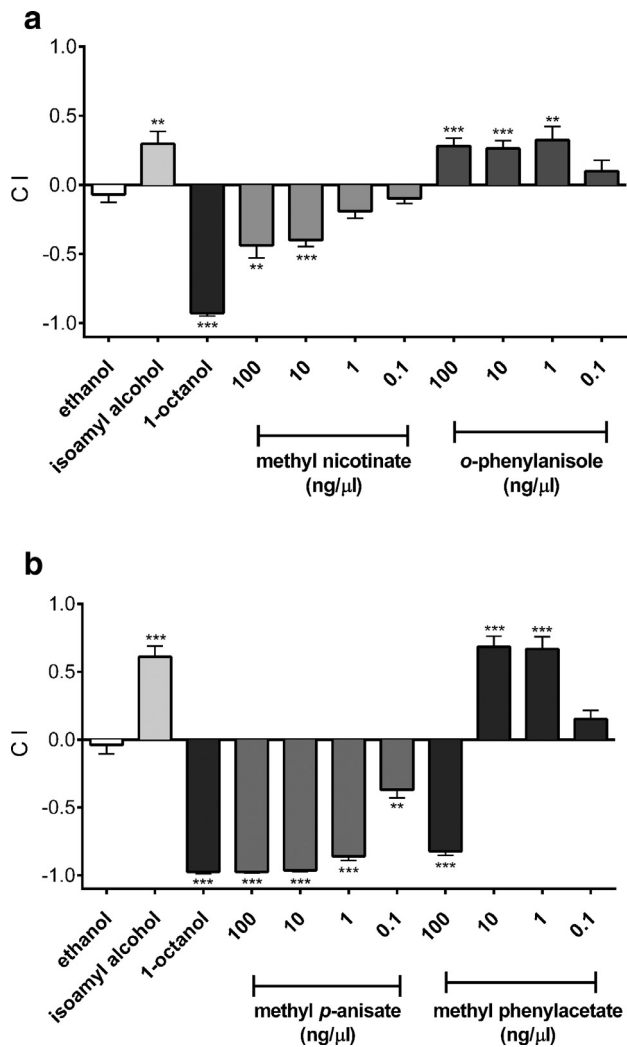 a
1.0
0.5
0.0
-0.5
-1.0
CI
**
***
**
***
***
***
**
ethanol
isoamyl alcohol
1-octanol
100
10
1
0.1
100
10
1
0.1
methyl nicotinate
(ng/µl)
o-phenylanisole
(ng/µl)
b
1.0
0.5
0.0
-0.5
-1.0
CI
***
***
***
***
***
**
***
***
***
ethanol
isoamyl alcohol
1-octanol
100
10
1
0.1
100
10
1
0.1
methyl p-anisate
(ng/µl)
methyl phenylacetate
(ng/µl)